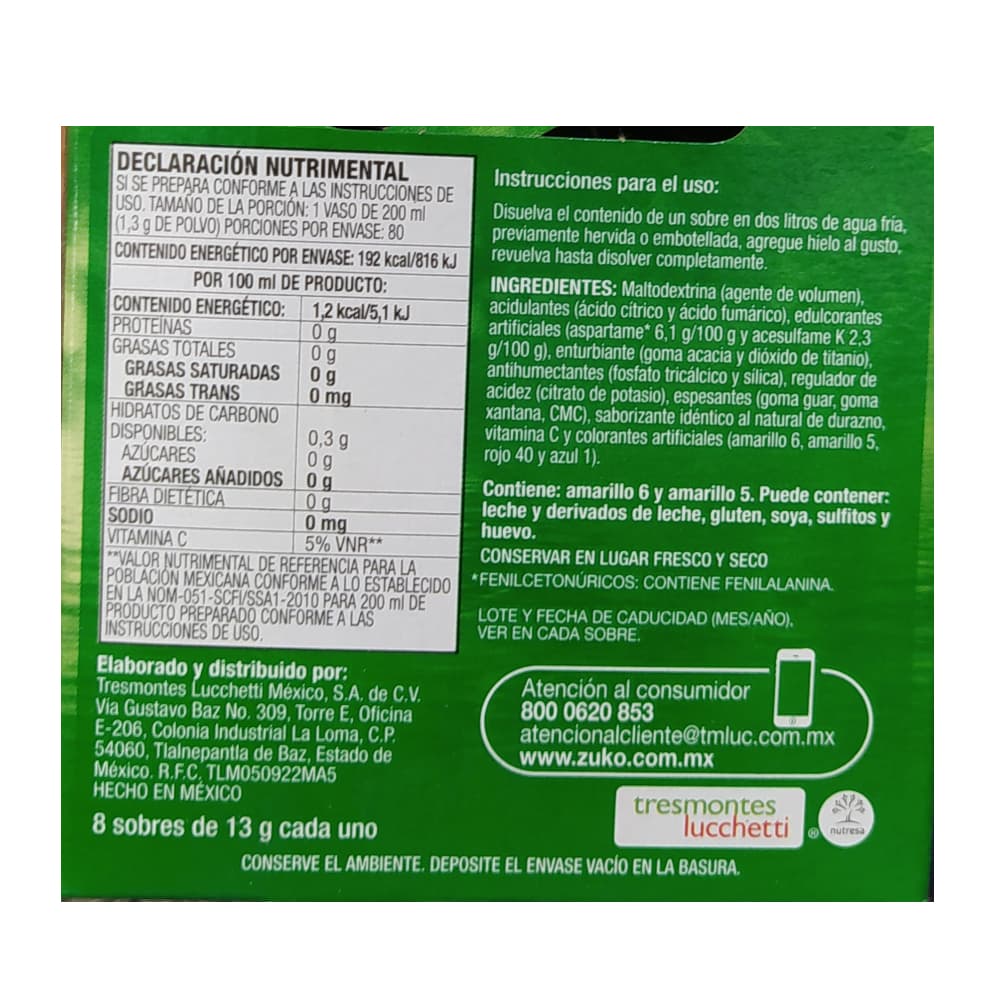 DECLARACIÓN NUTRIMENTAL
SI SE PREPARA CONFORME A LAS INSTRUCCIONES DE
USO. TAMAÑO DE LA PORCIÓN: 1 VASO DE 200 ml
(1,3 g DE POLVO) PORCIONES POR ENVASE: 80
CONTENIDO ENERGÉTICO POR ENVASE: 192 kcal/816 kJ
POR 100 ml DE PRODUCTO:
CONTENIDO ENERGÉTICO: 1,2 kcal/5,1 kJ
PROTEÍNAS 0 g
GRASAS TOTALES 0 g
GRASAS SATURADAS 0 g
GRASAS TRANS 0 mg
HIDRATOS DE CARBONO
DISPONIBLES: 0,3 g
AZÚCARES 0 g
AZÚCARES AÑADIDOS 0 g
FIBRA DIETÉTICA 0 g
SODIO 0 mg
VITAMINA C 5% VNR**
**VALOR NUTRIMENTAL DE REFERENCIA PARA LA
POBLACIÓN MEXICANA CONFORME A LO ESTABLECIDO
EN LA NOM-051-SCFI/SSA1-2010 PARA 200 ml DE
PRODUCTO PREPARADO CONFORME A LAS
INSTRUCCIONES DE USO.
Elaborado y distribuido por:
Tresmontes Lucchetti México, S.A. de C.V.
Vía Gustavo Baz No. 309, Torre E, Oficina
E-206, Colonia Industrial La Loma, C.P.
54060, Tlalnepantla de Baz, Estado de
México. R.F.C. TLM050922MA5
HECHO EN MÉXICO
8 sobres de 13 g cada uno
Instrucciones para el uso:
Disuelva el contenido de un sobre en dos litros de agua fría,
previamente hervida o embotellada, agregue hielo al gusto,
revuelva hasta disolver completamente.
INGREDIENTES: Maltodextrina (agente de volumen),
acidulantes (ácido cítrico y ácido fumárico), edulcorantes
artificiales (aspartame* 6,1 g/100 g y acesulfame K 2,3
g/100 g), enturbiante (goma acacia y dióxido de titanio),
antihumectantes (fosfato tricálcico y sílica), regulador de
acidez (citrato de potasio), espesantes (goma guar, goma
xantana, CMC), saborizante idéntico al natural de durazno,
vitamina C y colorantes artificiales (amarillo 6, amarillo 5,
rojo 40 y azul 1).
Contiene: amarillo 6 y amarillo 5. Puede contener:
leche y derivados de leche, gluten, soya, sulfitos y
huevo.
CONSERVAR EN LUGAR FRESCO Y SECO
*FENILCETONÚRICOS: CONTIENE FENILALANINA.
LOTE Y FECHA DE CADUCIDAD (MES/AÑO),
VER EN CADA SOBRE.
Atención al consumidor
800 0620 853
atencionalcliente@tmluc.com.mx
www.zuko.com.mx
tresmontes
lucchetti ®
nutresa
CONSERVE EL AMBIENTE. DEPOSITE EL ENVASE VACÍO EN LA BASURA.